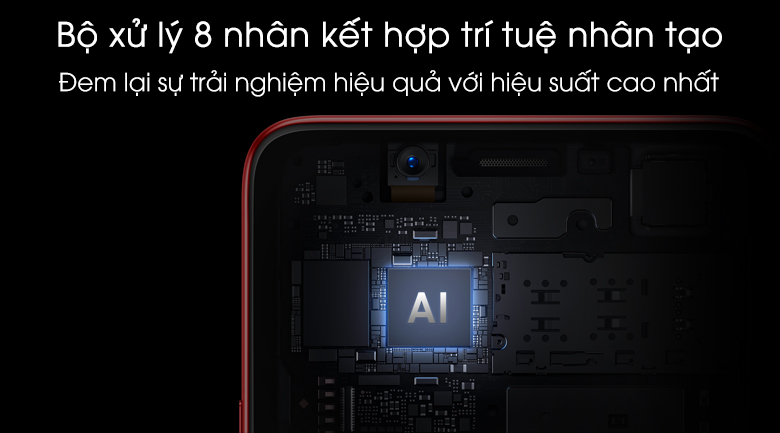 Bộ xử lý 8 nhân kết hợp trí tuệ nhân tạo
Đem lại sự trải nghiệm hiệu quả với hiệu suất cao nhất
AI